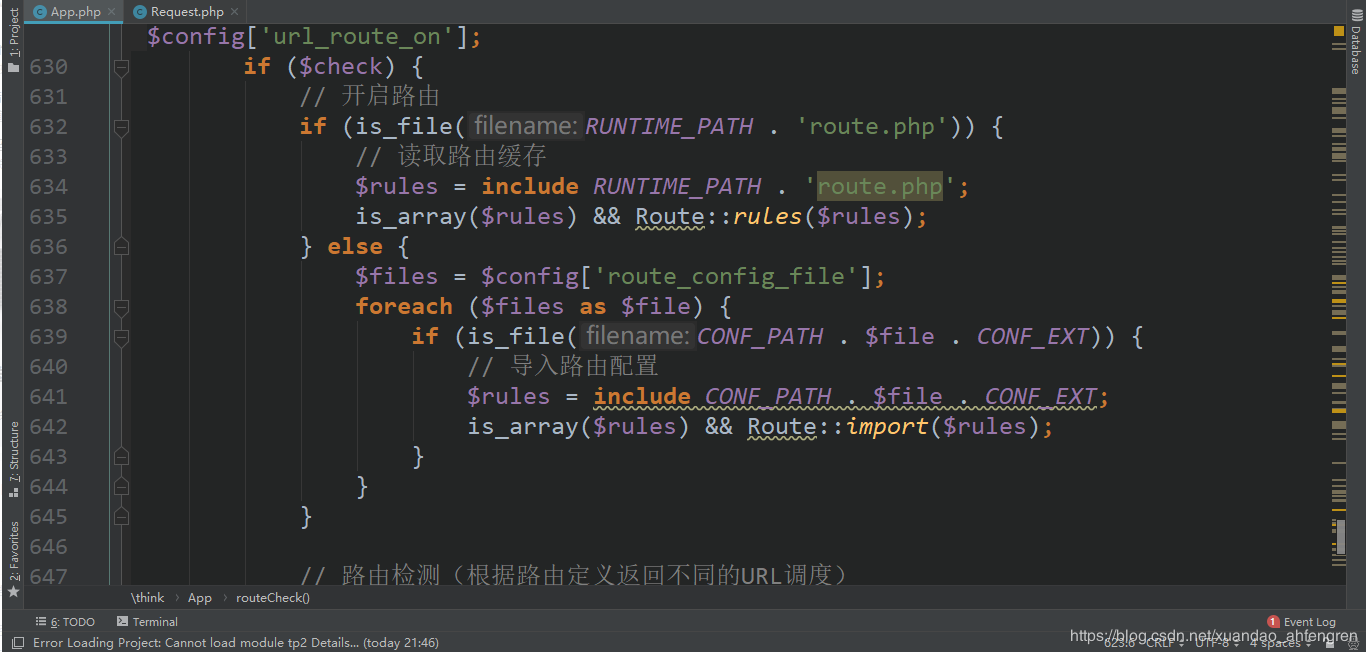 App.php
Request.php
1: Project
Database
$config['url_route_on'];
630 if ($check) {
631 // 开启路由
632 if (is_file( filename: RUNTIME_PATH . 'route.php')) {
633 // 读取路由缓存
634 $rules = include RUNTIME_PATH . 'route.php';
635 is_array($rules) && Route::rules($rules);
636 } else {
637 $files = $config['route_config_file'];
638 foreach ($files as $file) {
639 if (is_file( filename: CONF_PATH . $file . CONF_EXT)) {
640 // 导入路由配置
641 $rules = include CONF_PATH . $file . CONF_EXT;
642 is_array($rules) && Route::import($rules);
643 }
644 }
645 }
646
647 // 路由检测（根据路由定义返回不同的URL调度）
7: Structure
2: Favorites
\think › App › routeCheck()
6: TODO
Terminal
1 Event Log
Error Loading Project: Cannot load module tp2 Details... (today 21:46)
623:6 CRLF UTF-8 4 spaces
https://blog.csdn.net/xuandao_ahfengren